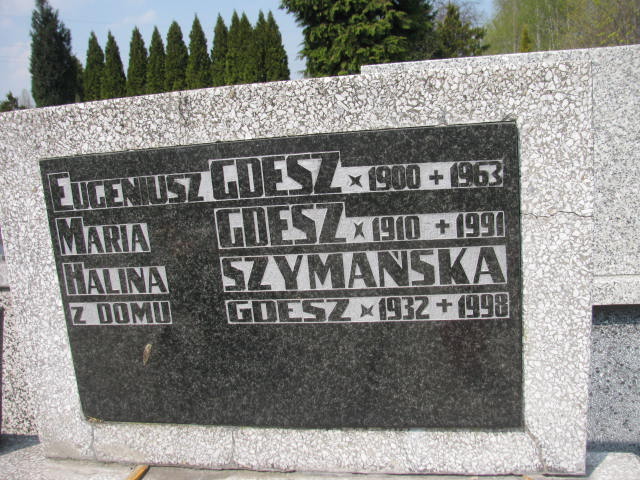 EUGENIUSZ GDESZ × 1900 + 1963
MARIA GDESZ × 1910 + 1991
HALINA SZYMAŃSKA
Z DOMU GDESZ × 1932 + 1998